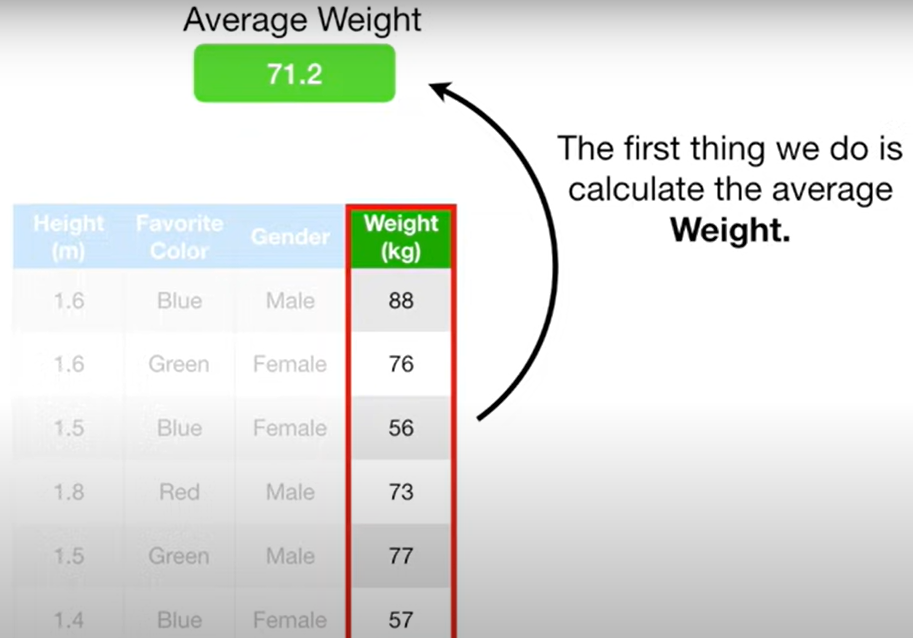 Average Weight
71.2
The first thing we do is
calculate the average
Weight.
Height (m) Favorite Color Gender Weight (kg)
1.6 Blue Male 88
1.6 Green Female 76
1.5 Blue Female 56
1.8 Red Male 73
1.5 Green Male 77
1.4 Blue Female 57